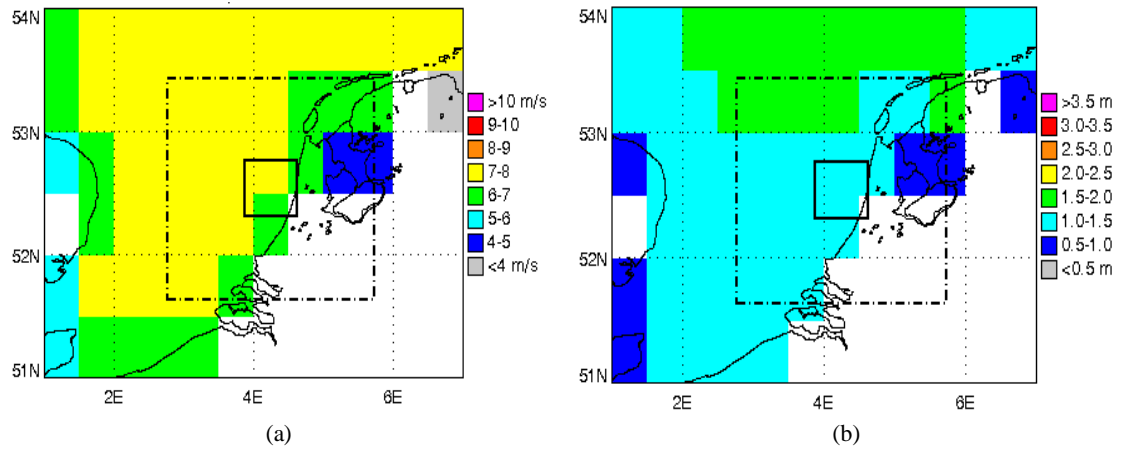 54N
53N
52N
51N
2E
4E
6E
>10 m/s
9-10
8-9
7-8
6-7
5-6
4-5
<4 m/s
(a)
54N
53N
52N
51N
2E
4E
6E
>3.5 m
3.0-3.5
2.5-3.0
2.0-2.5
1.5-2.0
1.0-1.5
0.5-1.0
<0.5 m
(b)